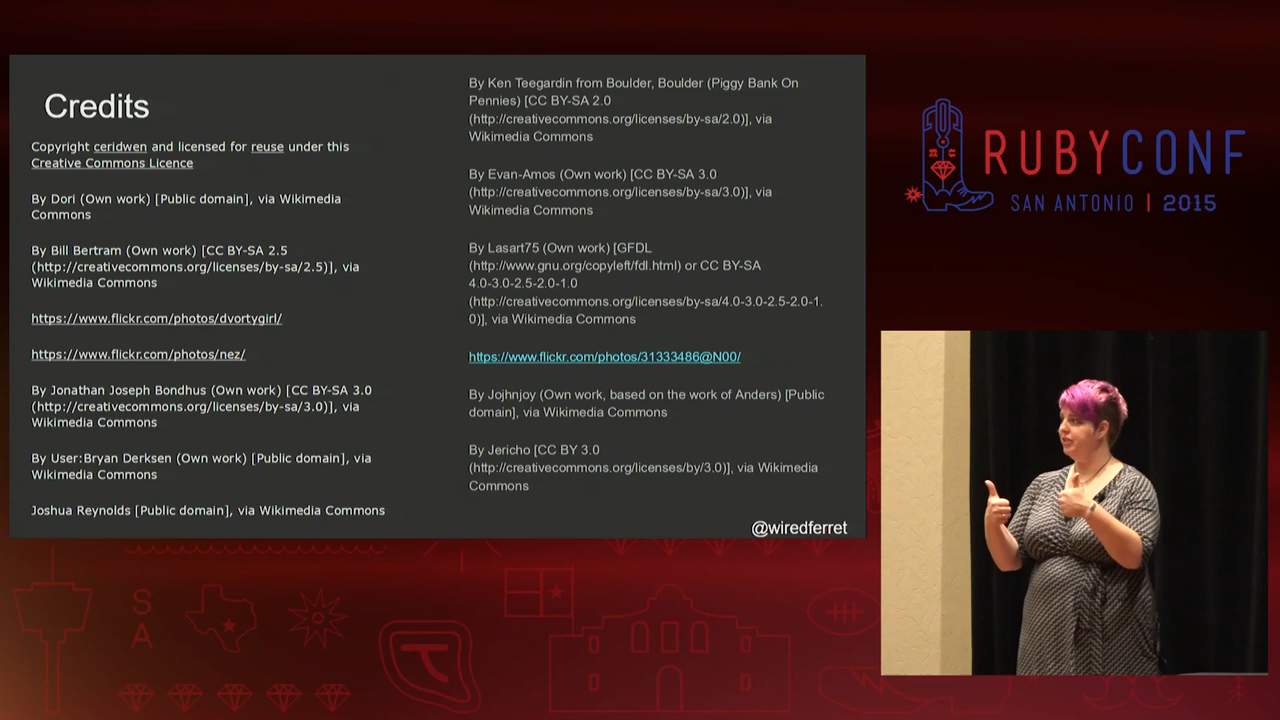 Credits
Copyright ceridwen and licensed for reuse under this
Creative Commons Licence
By Dori (Own work) [Public domain], via Wikimedia
Commons
By Bill Bertram (Own work) [CC BY-SA 2.5
(http://creativecommons.org/licenses/by-sa/2.5)], via
Wikimedia Commons
https://www.flickr.com/photos/dvortygirl/
https://www.flickr.com/photos/nez/
By Jonathan Joseph Bondhus (Own work) [CC BY-SA 3.0
(http://creativecommons.org/licenses/by-sa/3.0)], via
Wikimedia Commons
By User:Bryan Derksen (Own work) [Public domain], via
Wikimedia Commons
Joshua Reynolds [Public domain], via Wikimedia Commons
By Ken Teegardin from Boulder, Boulder (Piggy Bank On
Pennies) [CC BY-SA 2.0
(http://creativecommons.org/licenses/by-sa/2.0)], via
Wikimedia Commons
By Evan-Amos (Own work) [CC BY-SA 3.0
(http://creativecommons.org/licenses/by-sa/3.0)], via
Wikimedia Commons
By Lasart75 (Own work) [GFDL
(http://www.gnu.org/copyleft/fdl.html) or CC BY-SA
4.0-3.0-2.5-2.0-1.0
(http://creativecommons.org/licenses/by-sa/4.0-3.0-2.5-2.0-1.
0)], via Wikimedia Commons
https://www.flickr.com/photos/31333486@N00/
By Jojhnjoy (Own work, based on the work of Anders) [Public
domain], via Wikimedia Commons
By Jericho [CC BY 3.0
(http://creativecommons.org/licenses/by/3.0)], via Wikimedia
Commons
@wiredferret
RUBYCONF
SAN ANTONIO | 2015
S
A